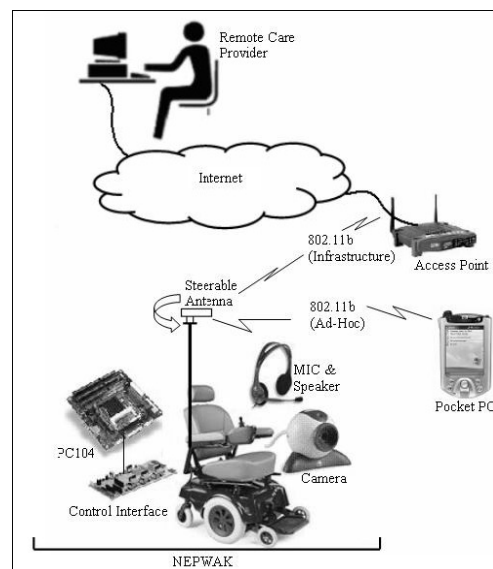 Remote Care
Provider
Internet
802.11b
(Infrastructure)
Access Point
Steerable
Antenna
802.11b
(Ad-Hoc)
MIC &
Speaker
Pocket PC
PC104
Camera
Control Interface
NEPWAK